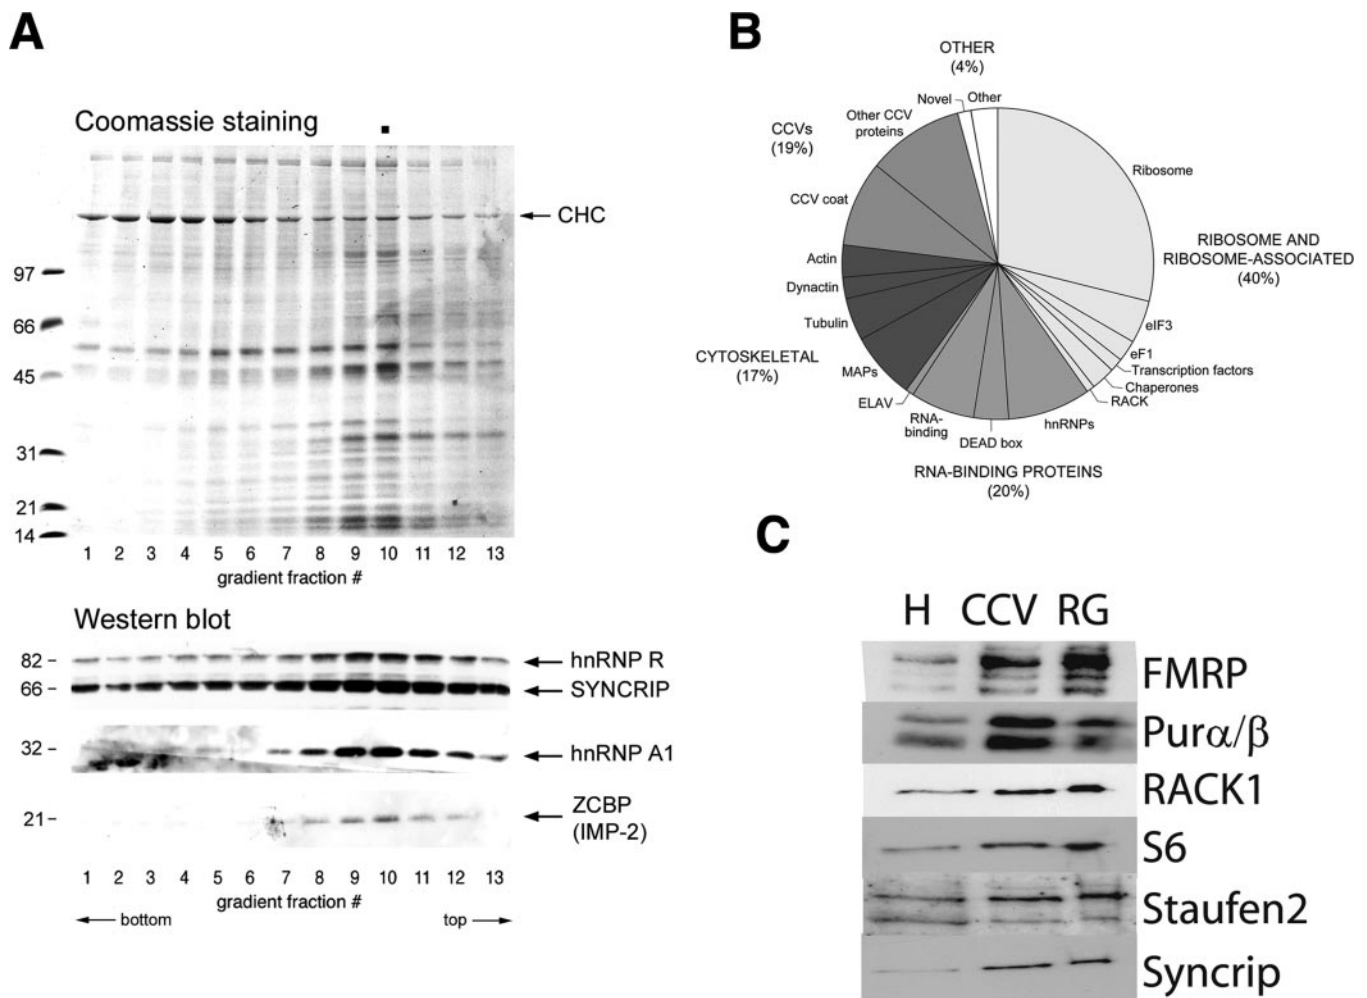 A
Coomassie staining
CHC
97
66
45
31
21
14
1 2 3 4 5 6 7 8 9 10 11 12 13
gradient fraction #
Western blot
82
hnRNP R
66
SYNCRIP
32
hnRNP A1
21
ZCBP
(IMP-2)
1 2 3 4 5 6 7 8 9 10 11 12 13
gradient fraction #
bottom
top
B
OTHER
(4%)
Novel
Other
Other CCV
proteins
CCVs
(19%)
CCV coat
Ribosome
RIBOSOME AND
RIBOSOME-ASSOCIATED
(40%)
Actin
Dynactin
Tubulin
CYTOSKELETAL
(17%)
MAPs
ELAV
RNA-
binding
DEAD box
hnRNPs
eIF3
eF1
Transcription factors
Chaperones
RACK
RNA-BINDING PROTEINS
(20%)
C
H CCV RG
FMRP
Purα/β
RACK1
S6
Staufen2
Syncrip